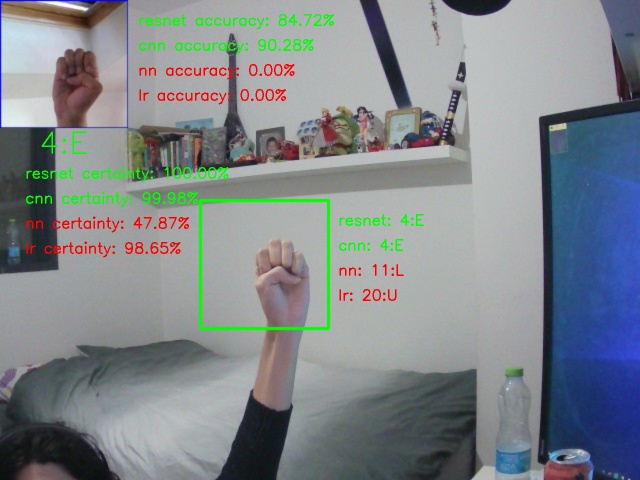 resnet accuracy: 84.72%
cnn accuracy: 90.28%
nn accuracy: 0.00%
lr accuracy: 0.00%
4:E
resnet certainty: 100.00%
cnn certainty: 99.98%
nn certainty: 47.87%
lr certainty: 98.65%
resnet: 4:E
cnn: 4:E
nn: 11:L
lr: 20:U